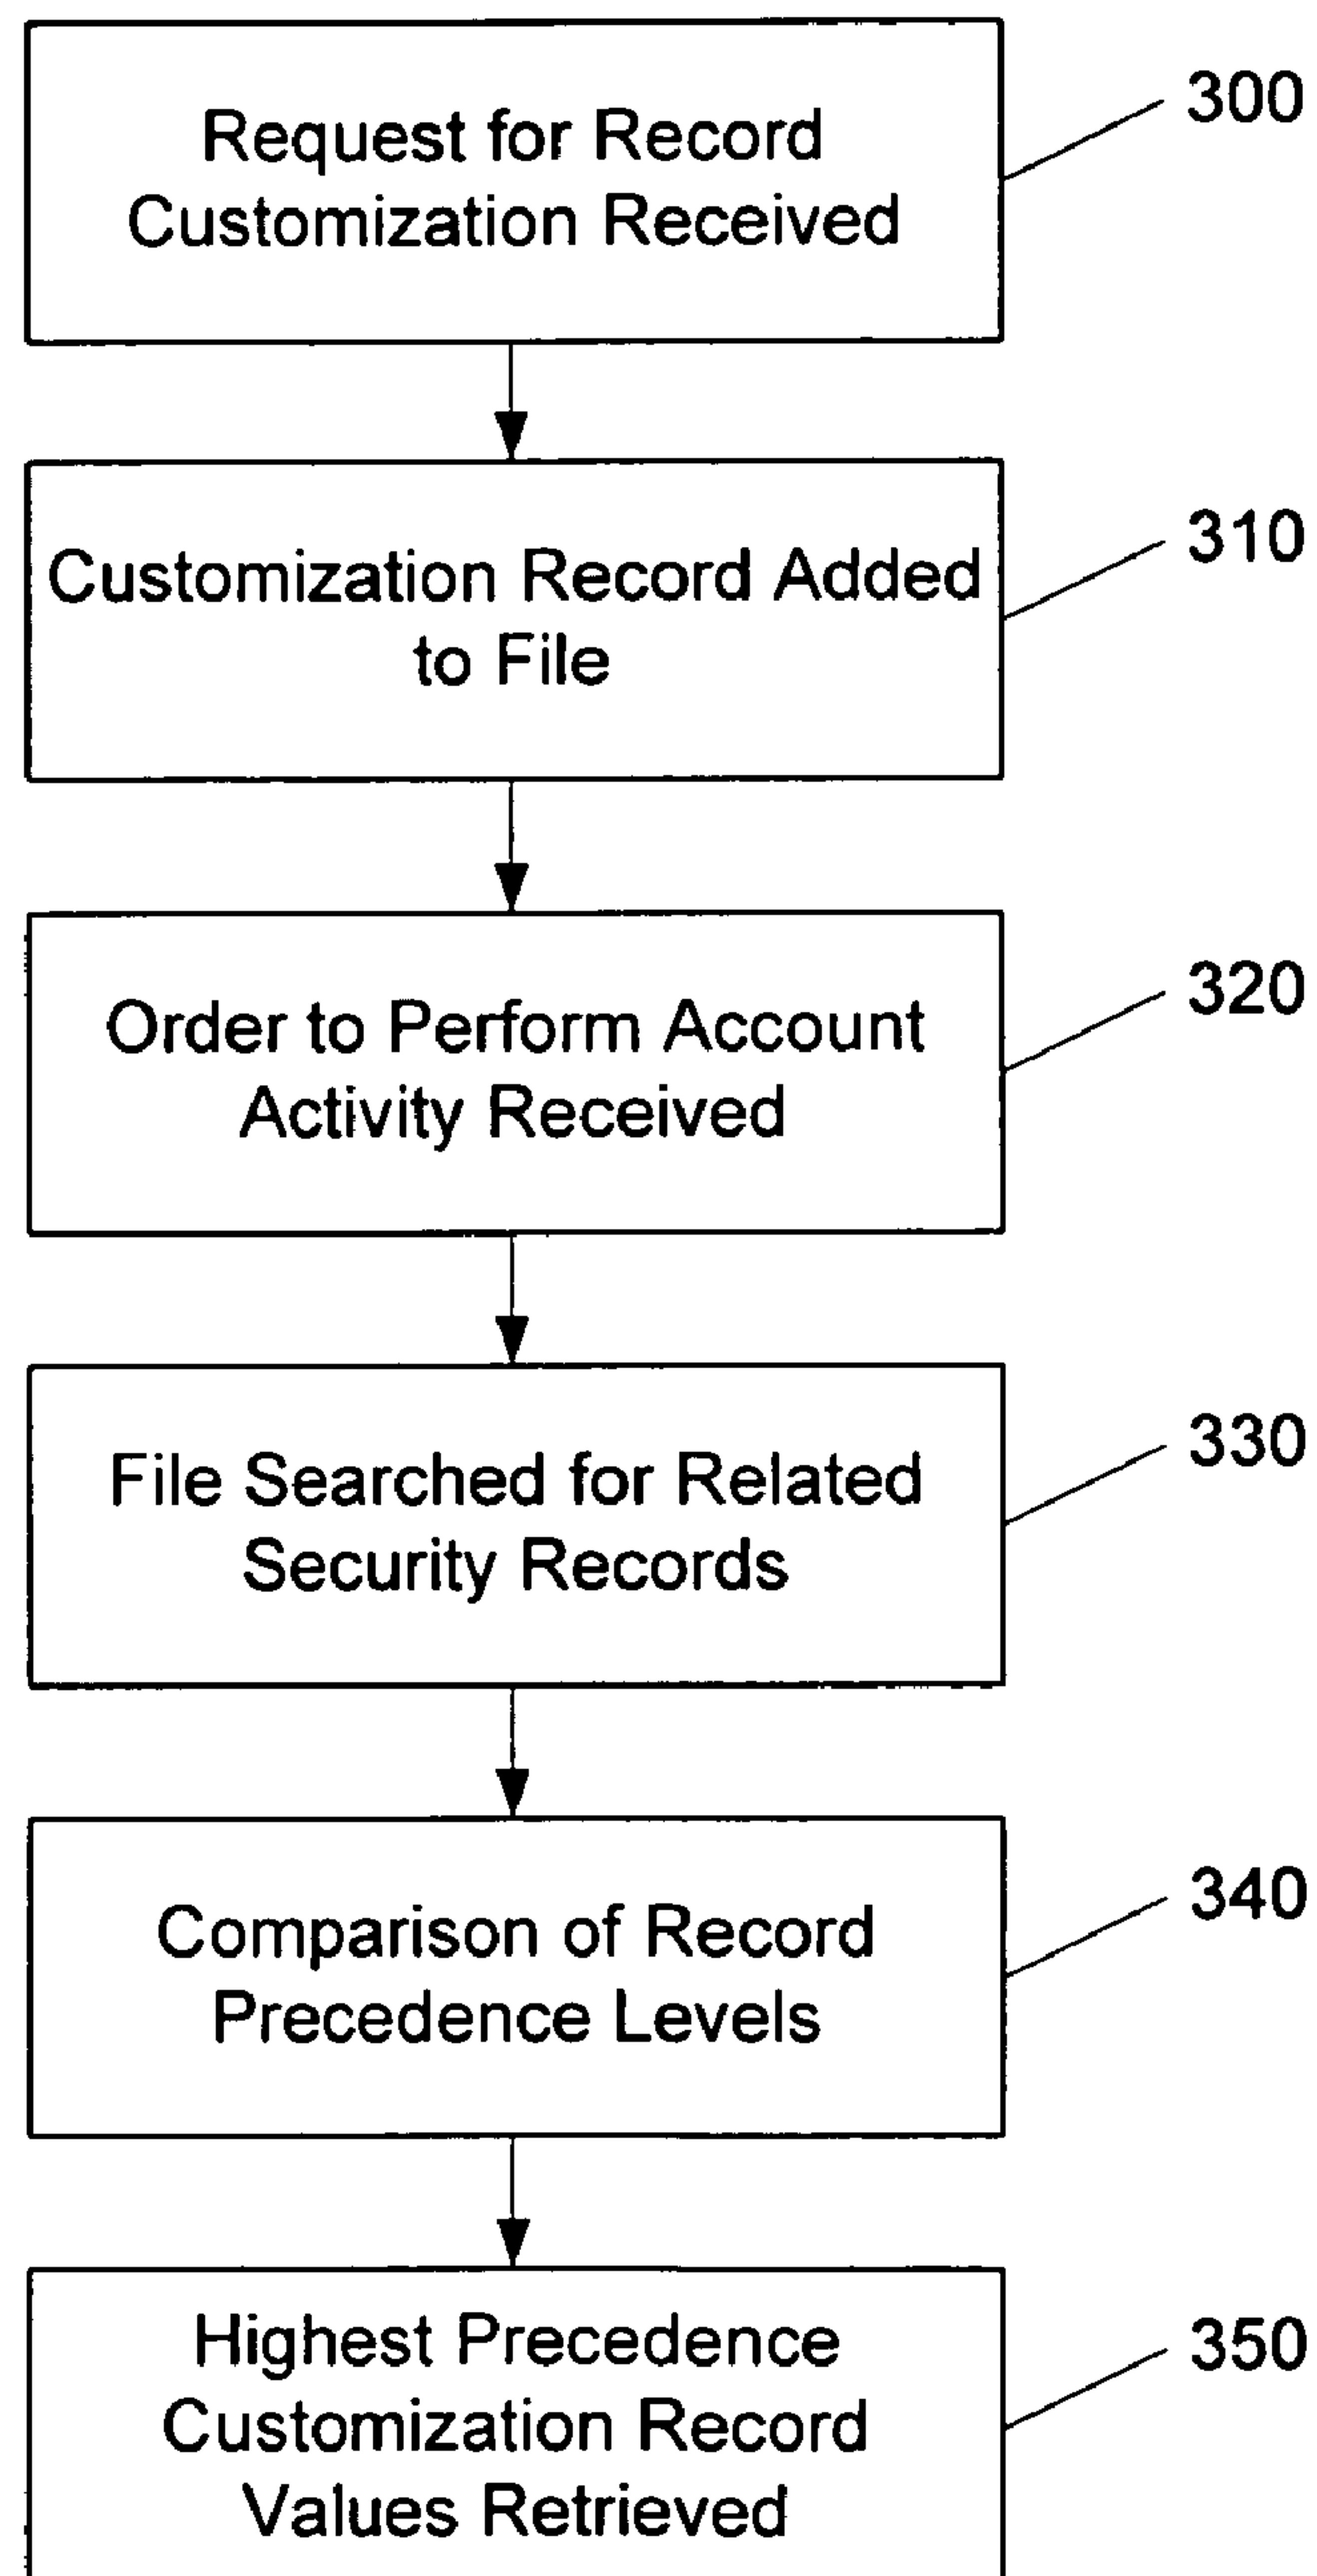 Request for Record
Customization Received
300
Customization Record Added
to File
310
Order to Perform Account
Activity Received
320
File Searched for Related
Security Records
330
Comparison of Record
Precedence Levels
340
Highest Precedence
Customization Record
Values Retrieved
350